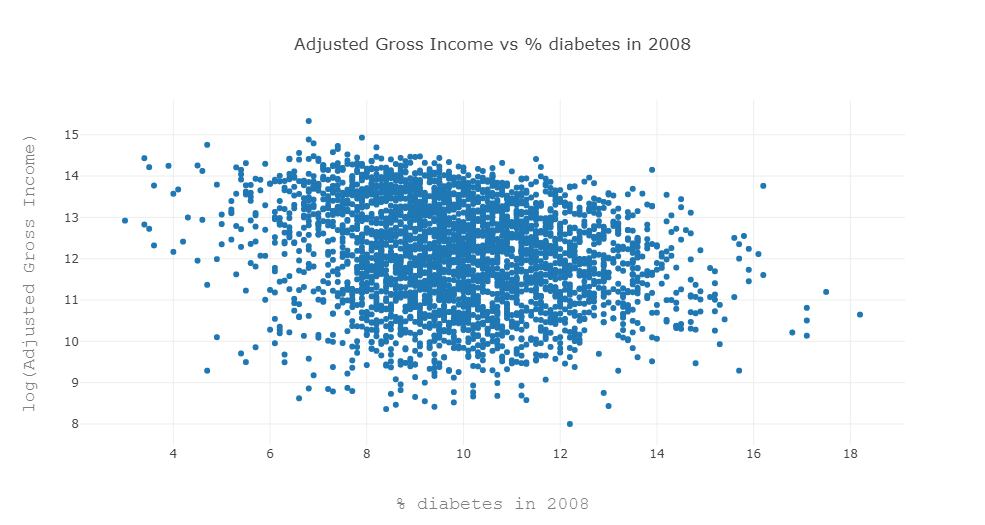 Adjusted Gross Income vs % diabetes in 2008
log(Adjusted Gross Income)
15
14
13
12
11
10
9
8
4 6 8 10 12 14 16 18
% diabetes in 2008